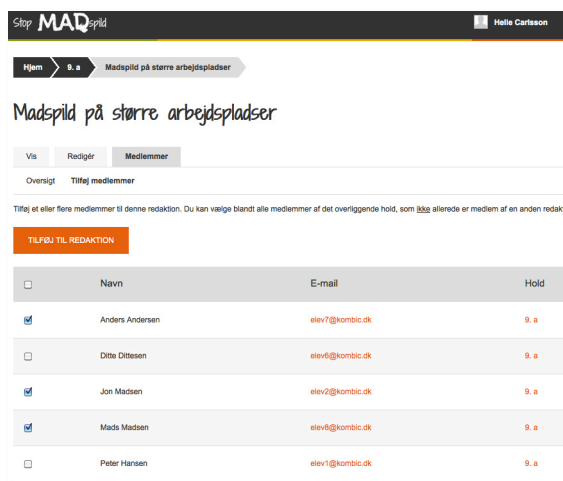 Stop MADspild
Helle Carlsson
Hjem 9. a Madspild på større arbejdspladser
Madspild på større arbejdspladser
Vis Redigér Medlemmer
Oversigt Tilføj medlemmer
Tilføj et eller flere medlemmer til denne redaktion. Du kan vælge blandt alle medlemmer af det overliggende hold, som ikke allerede er medlem af en anden redak
TILFØJ TIL REDAKTION
Navn E-mail Hold
Anders Andersen elev7@kombic.dk 9. a
Ditte Dittesen elev6@kombic.dk 9. a
Jon Madsen elev2@kombic.dk 9. a
Mads Madsen elev8@kombic.dk 9. a
Peter Hansen elev1@kombic.dk 9. a